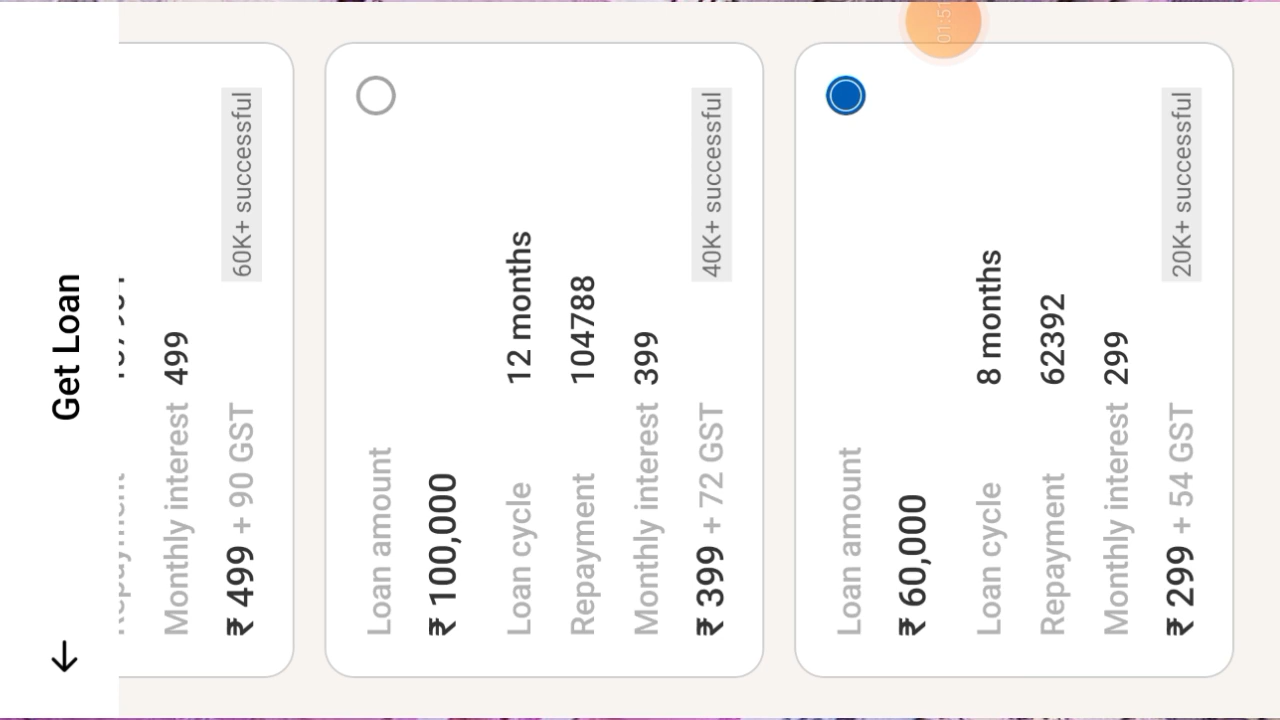 Get Loan
Monthly interest 499
₹ 499 + 90 GST
60K+ successful
Loan amount
₹ 100,000
Loan cycle 12 months
Repayment 104788
Monthly interest 399
₹ 399 + 72 GST
40K+ successful
Loan amount
₹ 60,000
Loan cycle 8 months
Repayment 62392
Monthly interest 299
₹ 299 + 54 GST
20K+ successful